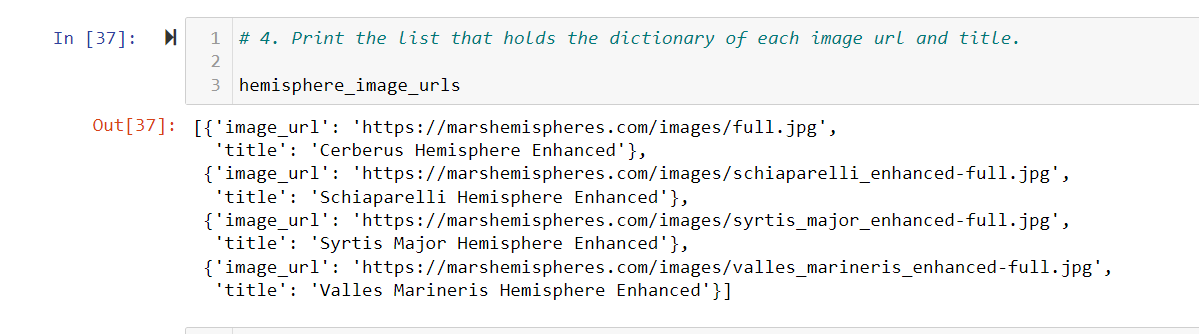 In [37]:
1 # 4. Print the list that holds the dictionary of each image url and title.
2
3 hemisphere_image_urls
Out[37]: [{'image_url': 'https://marshemispheres.com/images/full.jpg',
'title': 'Cerberus Hemisphere Enhanced'},
{'image_url': 'https://marshemispheres.com/images/schiaparelli_enhanced-full.jpg',
'title': 'Schiaparelli Hemisphere Enhanced'},
{'image_url': 'https://marshemispheres.com/images/syrtis_major_enhanced-full.jpg',
'title': 'Syrtis Major Hemisphere Enhanced'},
{'image_url': 'https://marshemispheres.com/images/valles_marineris_enhanced-full.jpg',
'title': 'Valles Marineris Hemisphere Enhanced'}]